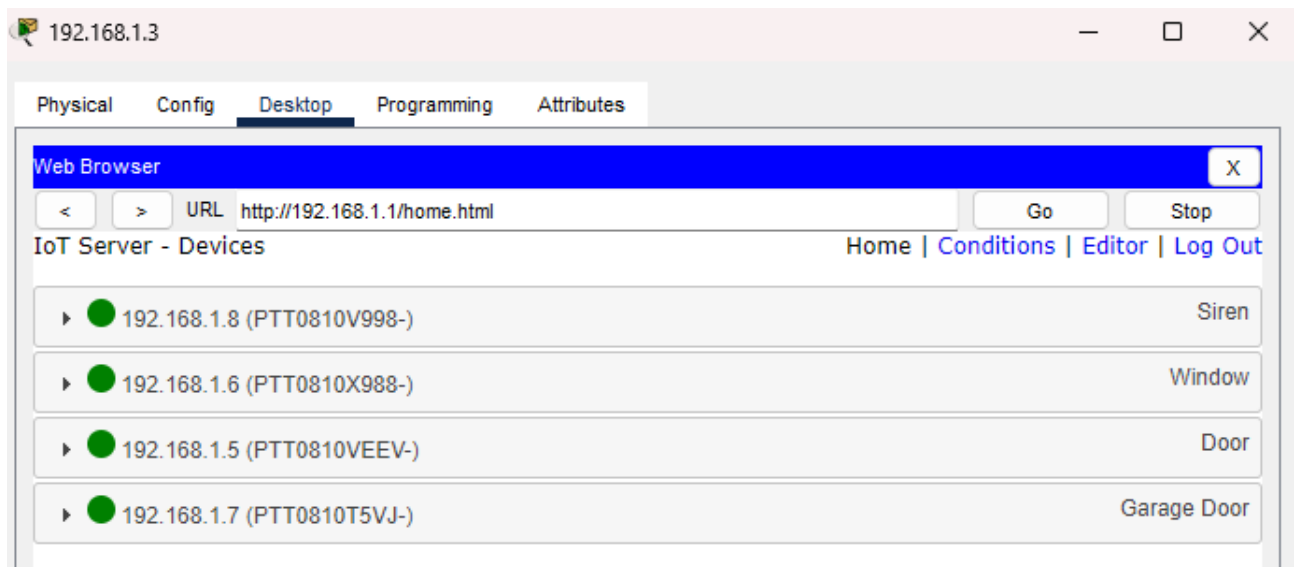 192.168.1.3
Physical Config Desktop Programming Attributes
Web Browser X
< > URL http://192.168.1.1/home.html Go Stop
IoT Server - Devices Home | Conditions | Editor | Log Out
192.168.1.8 (PTT0810V998-) Siren
192.168.1.6 (PTT0810X988-) Window
192.168.1.5 (PTT0810VEEV-) Door
192.168.1.7 (PTT0810T5VJ-) Garage Door